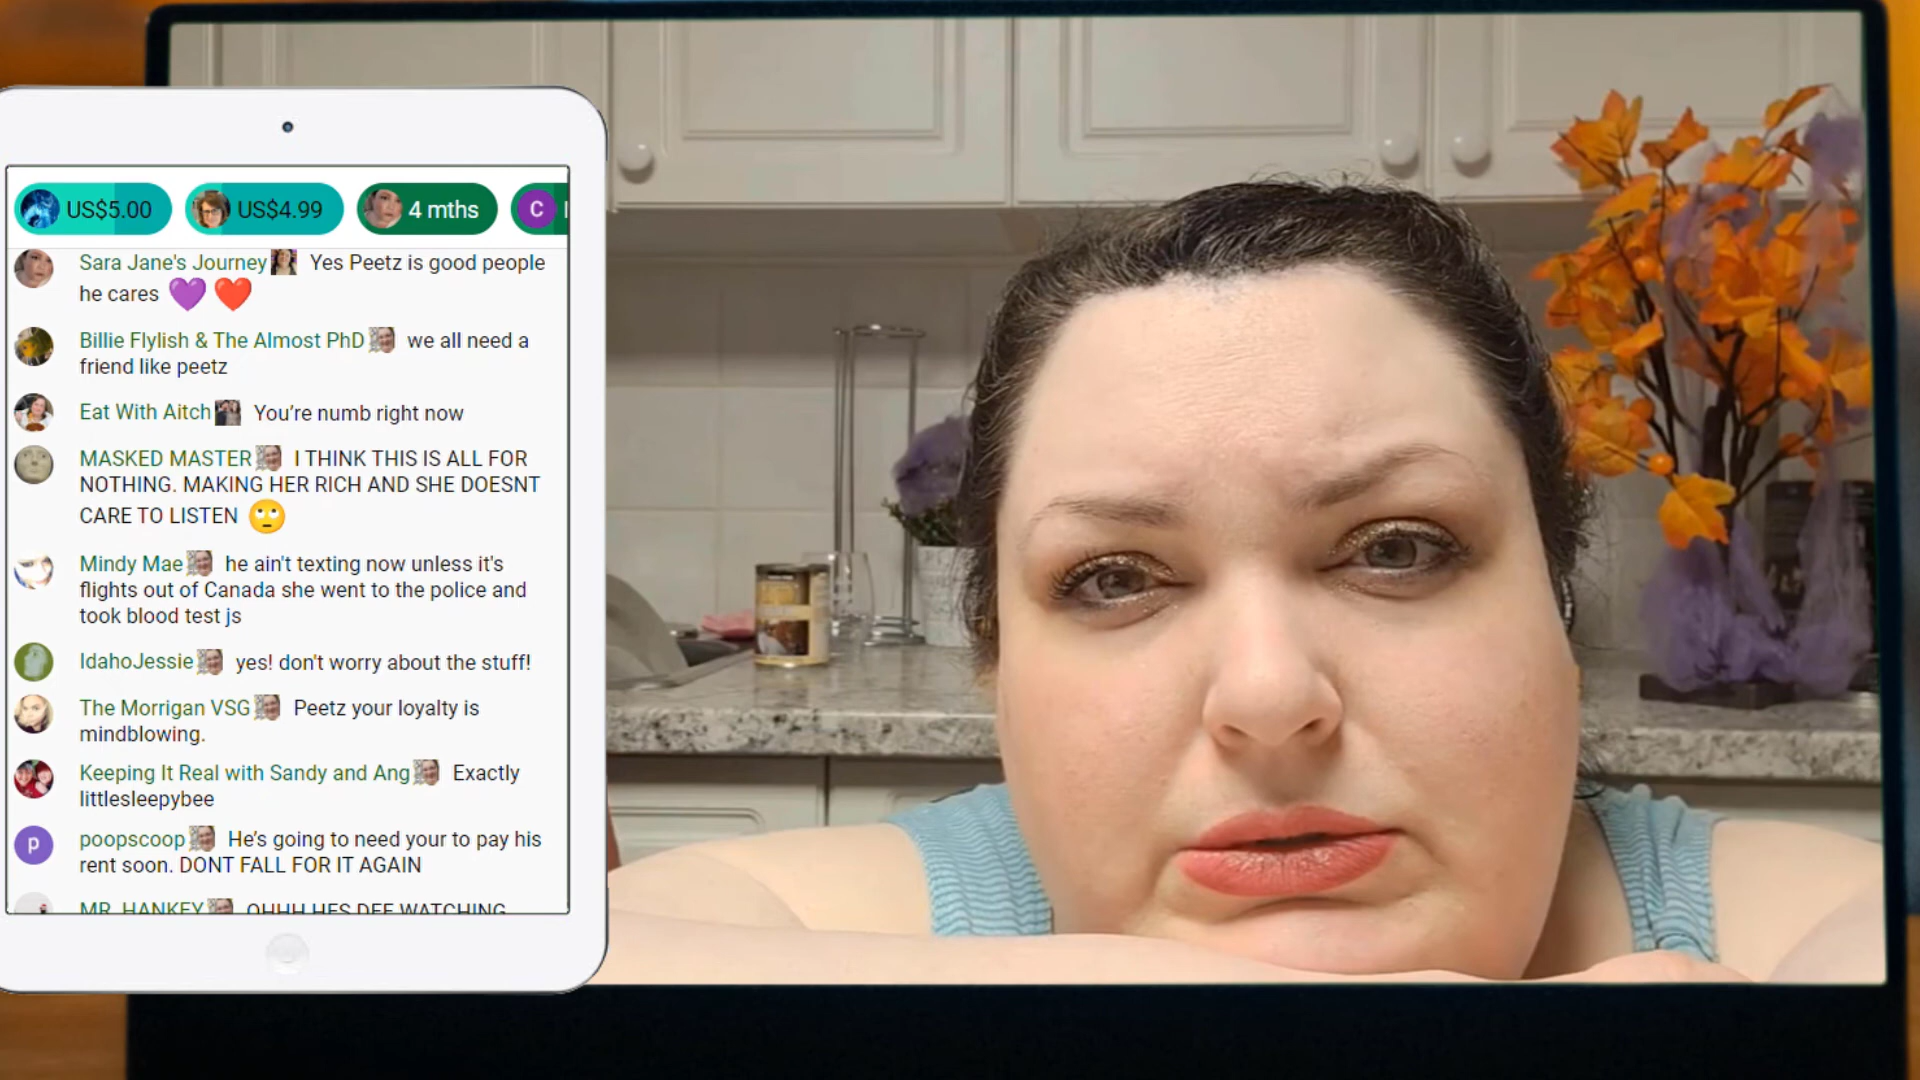 US$5.00 US$4.99 4 mths C
Sara Jane's Journey Yes Peetz is good people
he cares
Billie Flylish & The Almost PhD we all need a
friend like peetz
Eat With Aitch You're numb right now
MASKED MASTER I THINK THIS IS ALL FOR
NOTHING. MAKING HER RICH AND SHE DOESNT
CARE TO LISTEN
Mindy Mae he ain't texting now unless it's
flights out of Canada she went to the police and
took blood test js
IdahoJessie yes! don't worry about the stuff!
The Morrigan VSG Peetz your loyalty is
mindblowing.
Keeping It Real with Sandy and Ang Exactly
littlesleepybee
p
poopscoop He's going to need your to pay his
rent soon. DONT FALL FOR IT AGAIN
MR. HANKEY OHHH HES DEF WATCHING